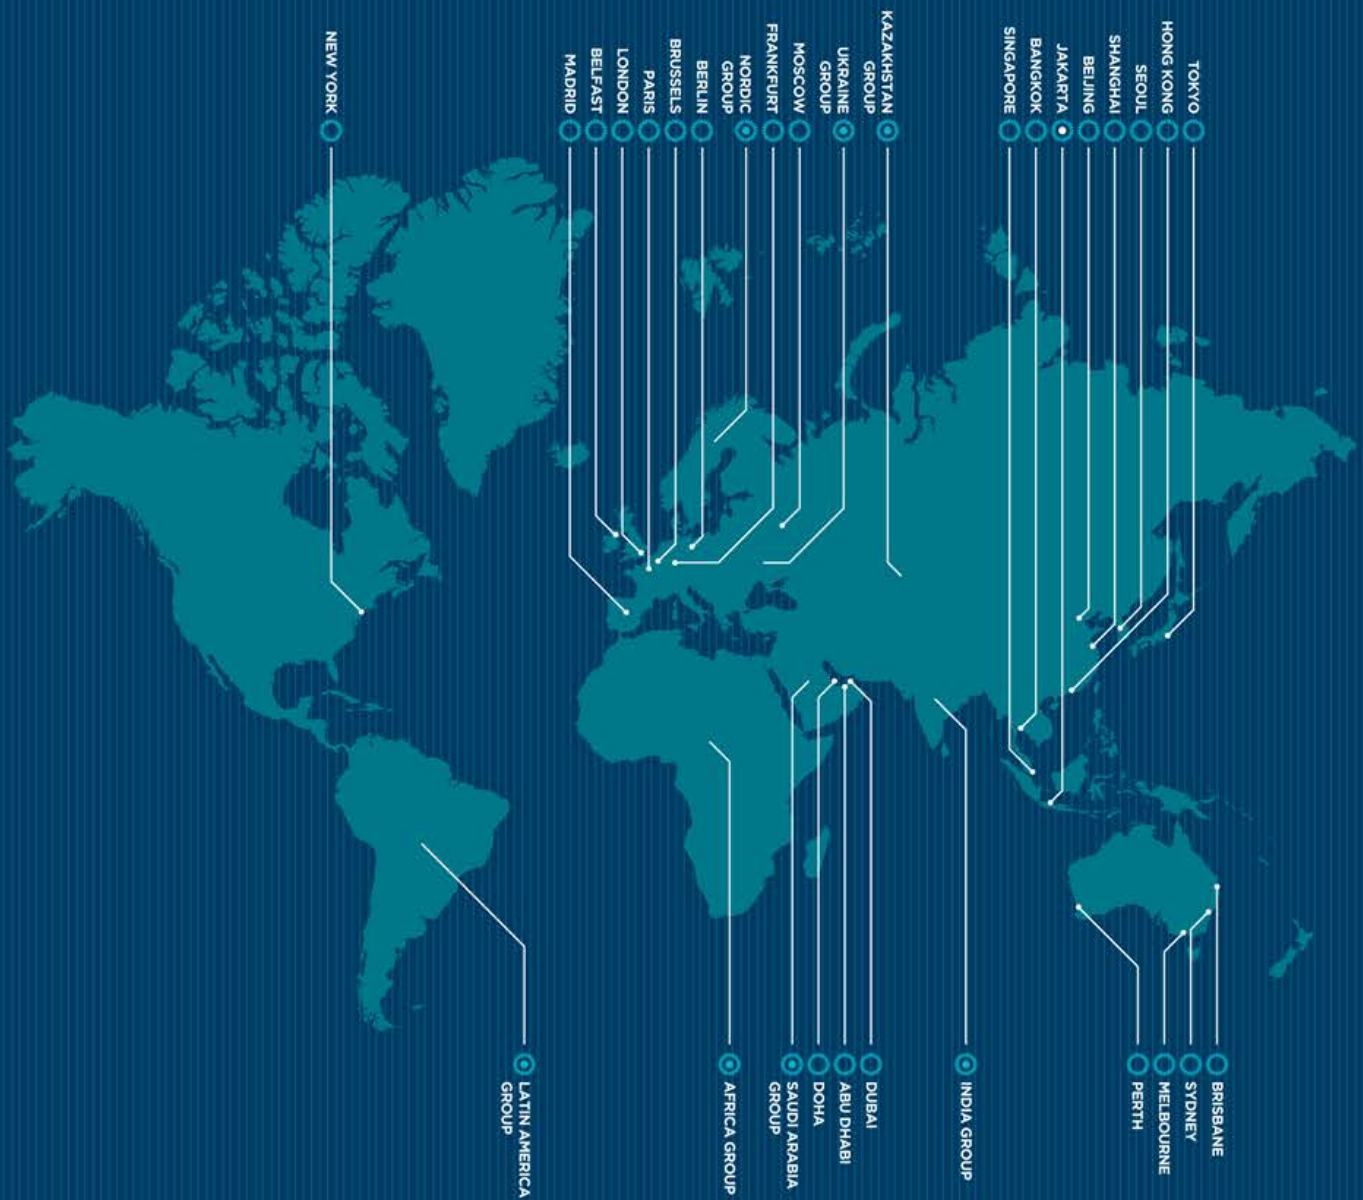 NEW YORK
MADRID
BELFAST
LONDON
PARIS
BRUSSELS
BERLIN
NORDIC
GROUP
FRANKFURT
MOSCOW
UKRAINE
GROUP
KAZAKHSTAN
GROUP
SINGAPORE
BANGKOK
JAKARTA
BEIJING
SHANGHAI
SEOUL
HONG KONG
TOKYO
LATIN AMERICA
GROUP
AFRICA GROUP
SAUDI ARABIA
GROUP
DOHA
ABU DHABI
DUBAI
INDIA GROUP
PERTH
MELBOURNE
SYDNEY
BRISBANE